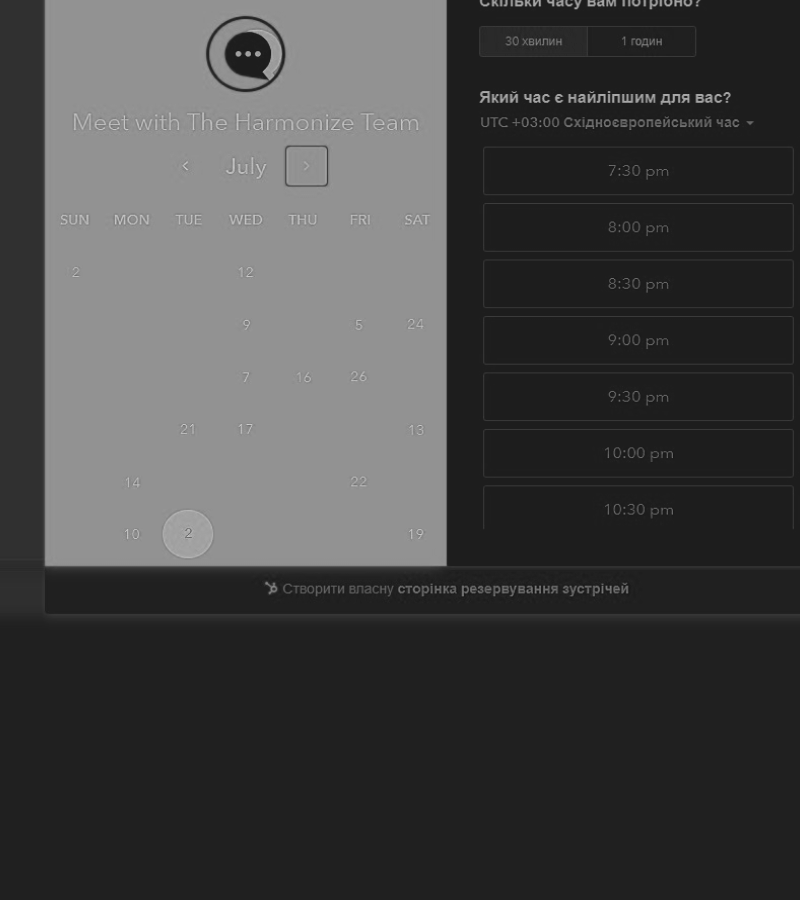 Meet with The Harmonize Team
July
SUN MON TUE WED THU FRI SAT
2 12
9 5 24
7 16 26
21 17 13
14 22
10 2 19
Скільки часу вам потрібно?
30 хвилин 1 годин
Який час є найліпшим для вас?
UTC +03:00 Східноєвропейський час
7:30 pm
8:00 pm
8:30 pm
9:00 pm
9:30 pm
10:00 pm
10:30 pm
Створити власну сторінка резервування зустрічей